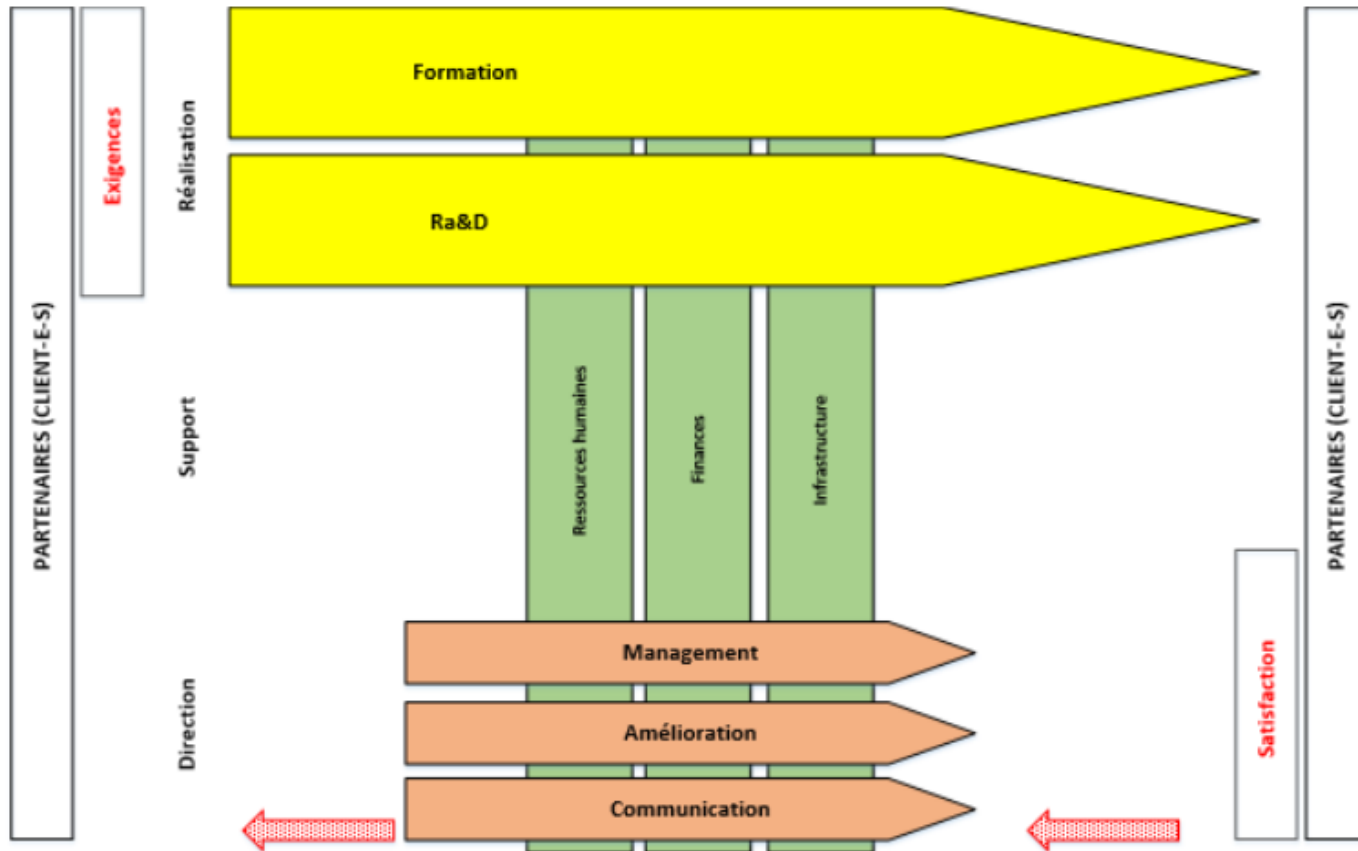 PARTENAIRES (CLIENT-E-S)
Exigences
Réalisation
Formation
Ra&D
Support
Ressources humaines
Finances
Infrastructure
Direction
Management
Amélioration
Communication
Satisfaction
PARTENAIRES (CLIENT-E-S)